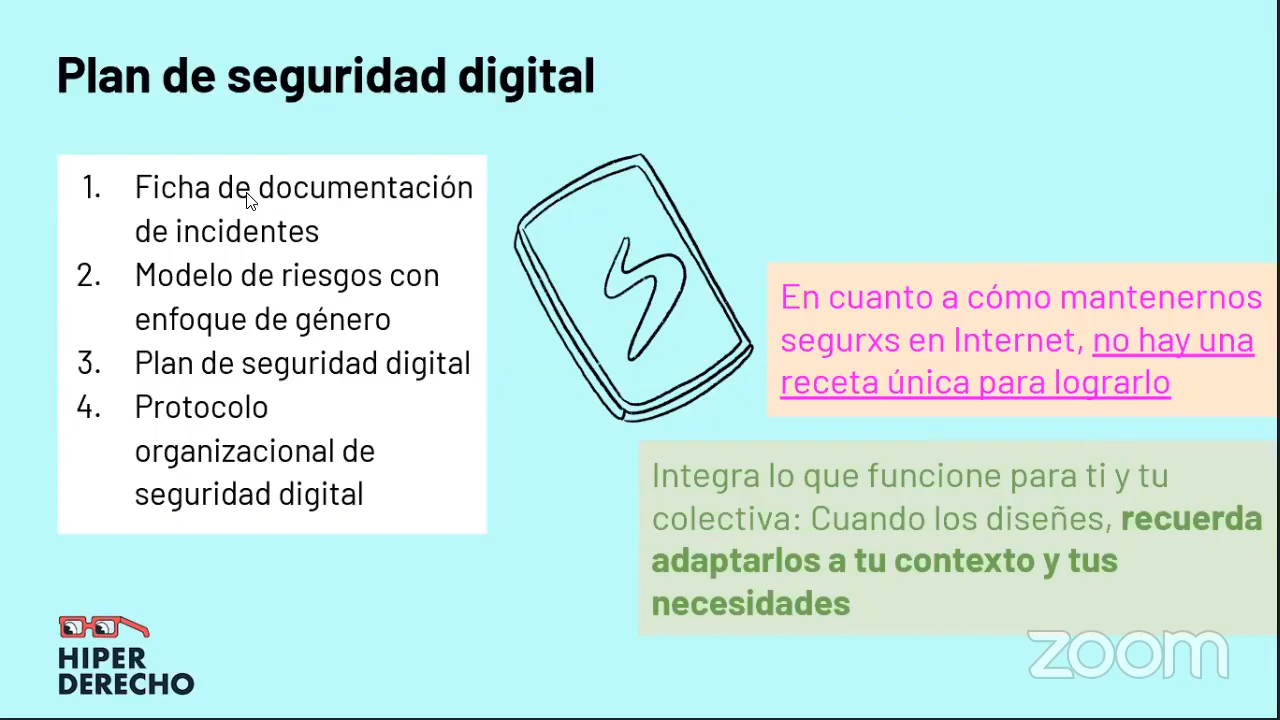 Plan de seguridad digital
1. Ficha de documentación
de incidentes
2. Modelo de riesgos con
enfoque de género
3. Plan de seguridad digital
4. Protocolo
organizacional de
seguridad digital
En cuanto a cómo mantenernos
segurxs en Internet, no hay una
receta única para lograrlo
Integra lo que funcione para ti y tu
colectiva: Cuando los diseñes, recuerda
adaptarlos a tu contexto y tus
necesidades
HIPER
DERECHO
zoom